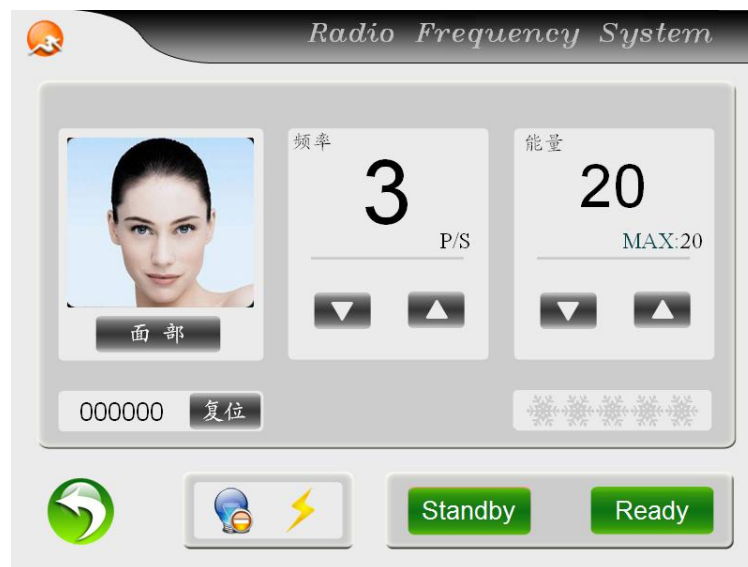 Radio Frequency System
频率
3
P/S
能量
20
MAX:20
面部
000000
复位
Standby
Ready